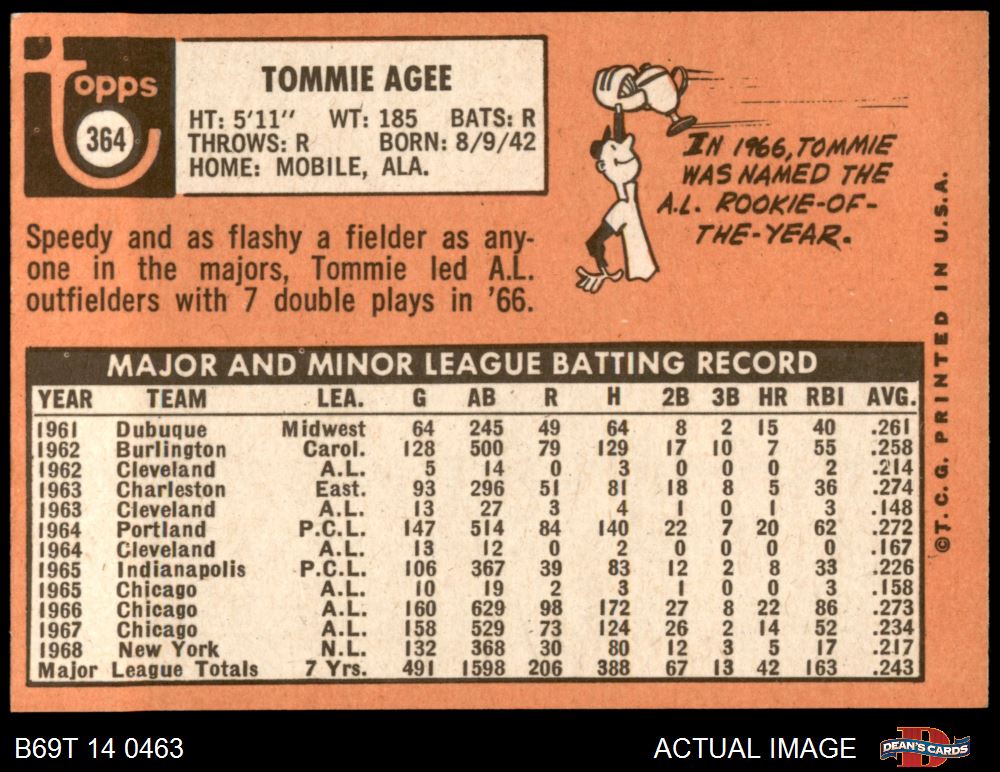 topps
364
TOMMIE AGEE
HT: 5'11" WT: 185 BATS: R
THROWS: R BORN: 8/9/42
HOME: MOBILE, ALA.
Speedy and as flashy a fielder as any-
one in the majors, Tommie led A.L.
outfielders with 7 double plays in '66.
IN 1966, TOMMIE
WAS NAMED THE
A.L. ROOKIE-OF-
THE-YEAR.
©T. C. G. PRINTED IN U.S.A.
MAJOR AND MINOR LEAGUE BATTING RECORD
YEAR TEAM LEA. G AB R H 2B 3B HR RBI AVG.
1961 Dubuque Midwest 64 245 49 64 8 2 15 40 .261
1962 Burlington Carol. 128 500 79 129 17 10 7 55 .258
1962 Cleveland A.L. 5 14 0 3 0 0 0 2 .214
1963 Charleston East. 93 296 51 81 18 8 5 36 .274
1963 Cleveland A.L. 13 27 3 4 1 0 1 3 .148
1964 Portland P.C.L. 147 514 84 140 22 7 20 62 .272
1964 Cleveland A.L. 13 12 0 2 0 0 0 0 .167
1965 Indianapolis P.C.L. 106 367 39 83 12 2 8 33 .226
1965 Chicago A.L. 10 19 2 3 1 0 0 3 .158
1966 Chicago A.L. 160 629 98 172 27 8 22 86 .273
1967 Chicago A.L. 158 529 73 124 26 2 14 52 .234
1968 New York N.L. 132 368 30 80 12 3 5 17 .217
Major League Totals 7 Yrs. 491 1598 206 388 67 13 42 163 .243
B69T 14 0463
ACTUAL IMAGE
DEAN'S CARDS